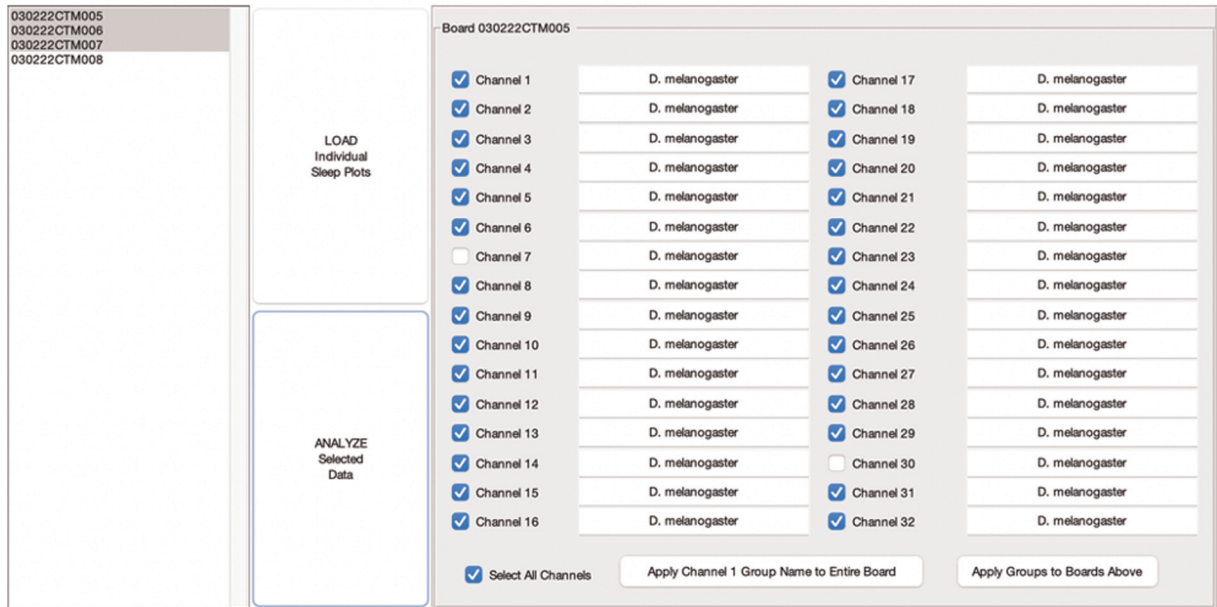 030222CTM005
030222CTM006
030222CTM007
030222CTM008
LOAD
Individual
Sleep Plots
ANALYZE
Selected
Data
Board 030222CTM005
Channel 1 D. melanogaster Channel 17 D. melanogaster
Channel 2 D. melanogaster Channel 18 D. melanogaster
Channel 3 D. melanogaster Channel 19 D. melanogaster
Channel 4 D. melanogaster Channel 20 D. melanogaster
Channel 5 D. melanogaster Channel 21 D. melanogaster
Channel 6 D. melanogaster Channel 22 D. melanogaster
Channel 7 D. melanogaster Channel 23 D. melanogaster
Channel 8 D. melanogaster Channel 24 D. melanogaster
Channel 9 D. melanogaster Channel 25 D. melanogaster
Channel 10 D. melanogaster Channel 26 D. melanogaster
Channel 11 D. melanogaster Channel 27 D. melanogaster
Channel 12 D. melanogaster Channel 28 D. melanogaster
Channel 13 D. melanogaster Channel 29 D. melanogaster
Channel 14 D. melanogaster Channel 30 D. melanogaster
Channel 15 D. melanogaster Channel 31 D. melanogaster
Channel 16 D. melanogaster Channel 32 D. melanogaster
Select All Channels Apply Channel 1 Group Name to Entire Board Apply Groups to Boards Above